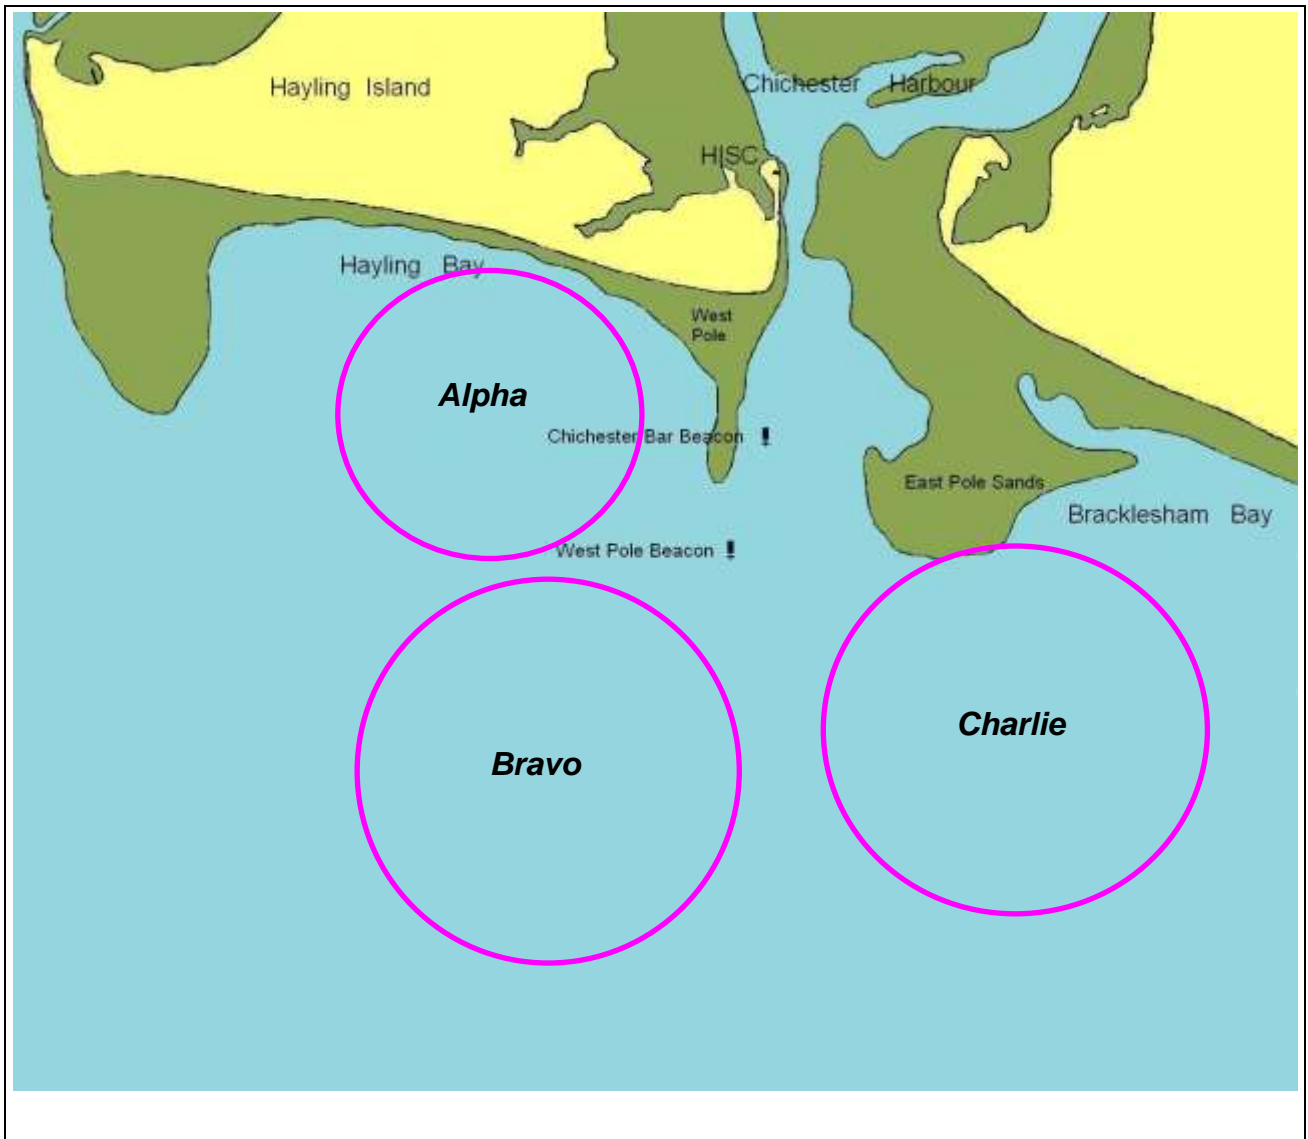 Hayling Island
Chichester Harbour
HISC
Hayling Bay
West
Pole
Alpha
Chichester Bar Beacon
East Pole Sands
Bracklesham Bay
West Pole Beacon
Charlie
Bravo